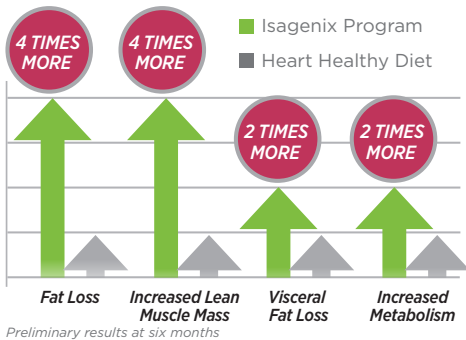 4 TIMES
MORE
4 TIMES
MORE
Isagenix Program
Heart Healthy Diet
2 TIMES
MORE
2 TIMES
MORE
Fat Loss
Increased Lean
Muscle Mass
Visceral
Fat Loss
Increased
Metabolism
Preliminary results at six months